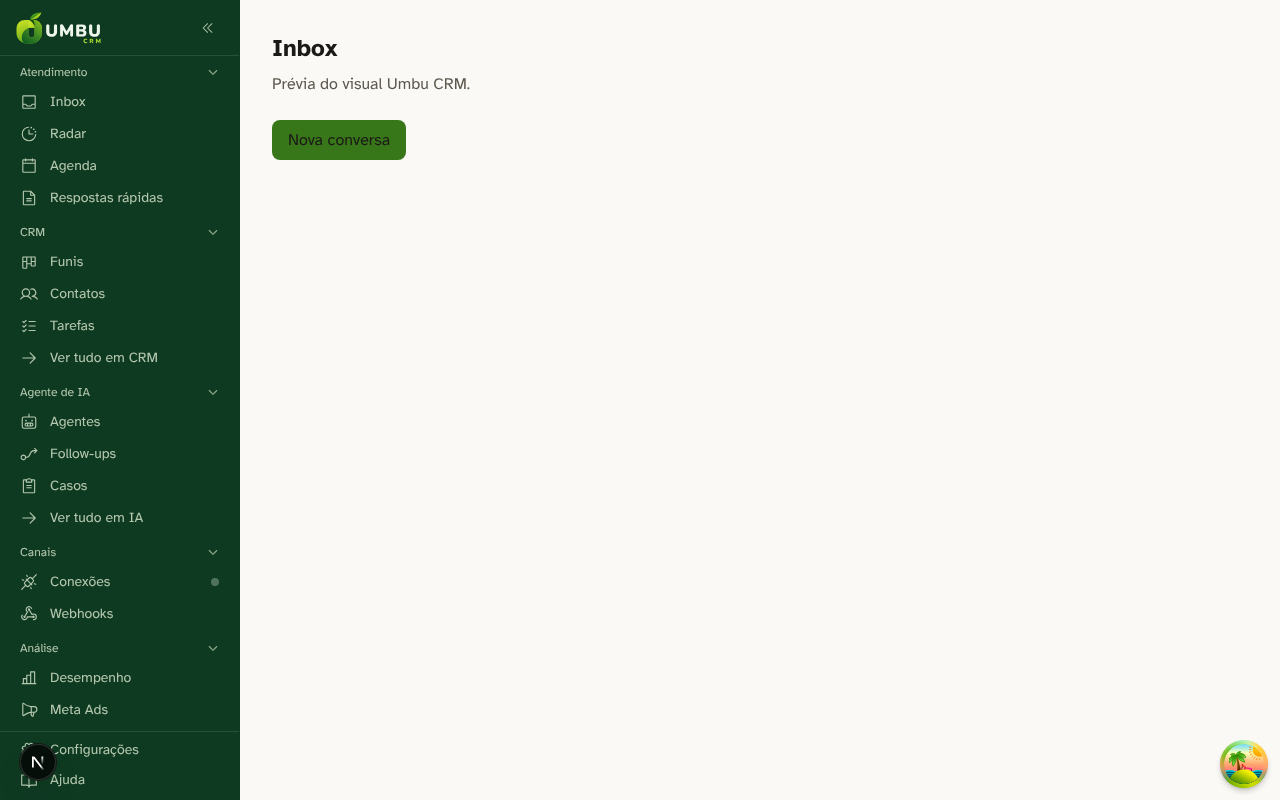 UMBU
CRM
Atendimento
Inbox
Radar
Agenda
Respostas rápidas
CRM
Funis
Contatos
Tarefas
Ver tudo em CRM
Agente de IA
Agentes
Follow-ups
Casos
Ver tudo em IA
Canais
Conexões
Webhooks
Análise
Desempenho
Meta Ads
Configurações
N
Ajuda
Inbox
Prévia do visual Umbu CRM.
Nova conversa